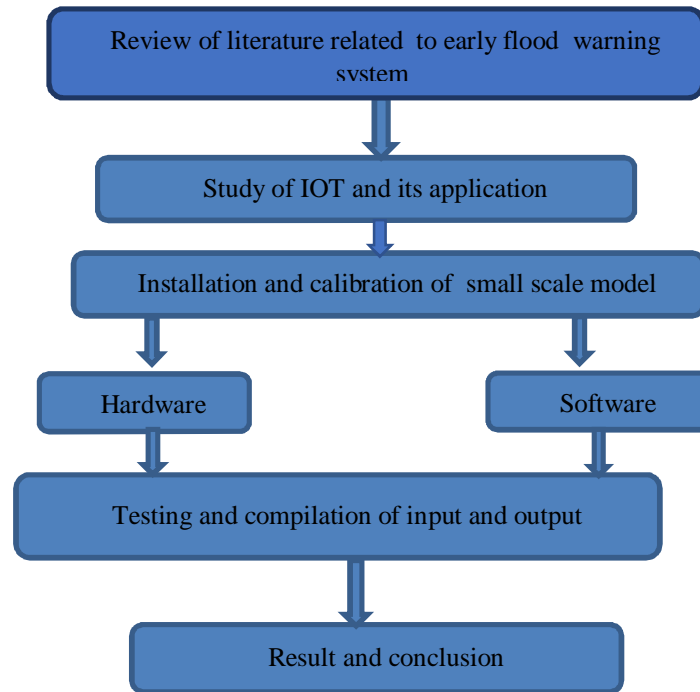 Review of literature related to early flood warning
system
Study of IOT and its application
Installation and calibration of small scale model
Hardware
Software
Testing and compilation of input and output
Result and conclusion